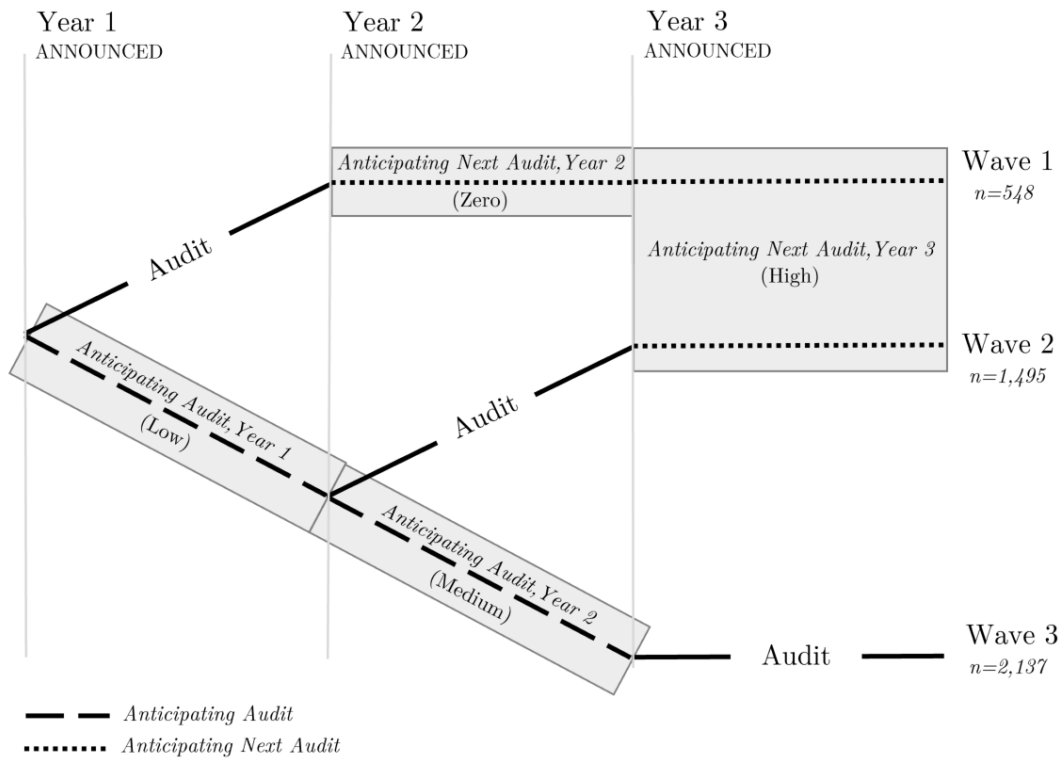 Year 1
ANNOUNCED
Year 2
ANNOUNCED
Year 3
ANNOUNCED
Anticipating Next Audit, Year 2
(Zero)
Wave 1
n=548
Audit
Anticipating Next Audit, Year 3
(High)
Wave 2
n=1,495
Anticipating Audit, Year 1
(Low)
Audit
Anticipating Audit, Year 2
(Medium)
Audit
Wave 3
n=2,137
Anticipating Audit
Anticipating Next Audit